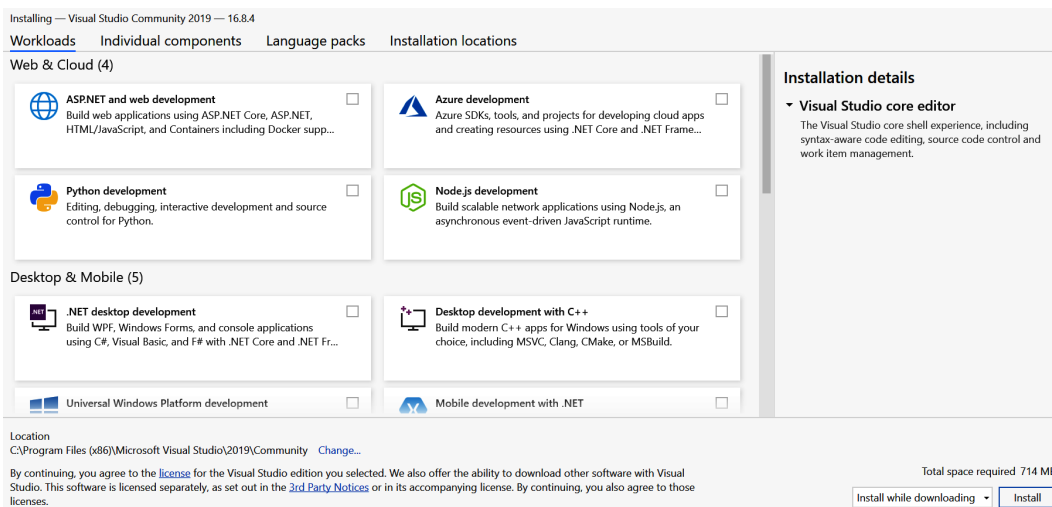 Installing — Visual Studio Community 2019 — 16.8.4
Workloads Individual components Language packs Installation locations
Web & Cloud (4)
ASP.NET and web development
Build web applications using ASP.NET Core, ASP.NET,
HTML/JavaScript, and Containers including Docker supp...
Azure development
Azure SDKs, tools, and projects for developing cloud apps
and creating resources using .NET Core and .NET Frame...
Python development
Editing, debugging, interactive development and source
control for Python.
JS
Node.js development
Build scalable network applications using Node.js, an
asynchronous event-driven JavaScript runtime.
Desktop & Mobile (5)
.NET
.NET desktop development
Build WPF, Windows Forms, and console applications
using C#, Visual Basic, and F# with .NET Core and .NET Fr...
Desktop development with C++
Build modern C++ apps for Windows using tools of your
choice, including MSVC, Clang, CMake, or MSBuild.
Universal Windows Platform development
Mobile development with .NET
Installation details
Visual Studio core editor
The Visual Studio core shell experience, including
syntax-aware code editing, source code control and
work item management.
Location
C:\Program Files (x86)\Microsoft Visual Studio\2019\Community Change...
By continuing, you agree to the license for the Visual Studio edition you selected. We also offer the ability to download other software with Visual
Studio. This software is licensed separately, as set out in the 3rd Party Notices or in its accompanying license. By continuing, you also agree to those
licenses.
Total space required 714 MB
Install while downloading Install